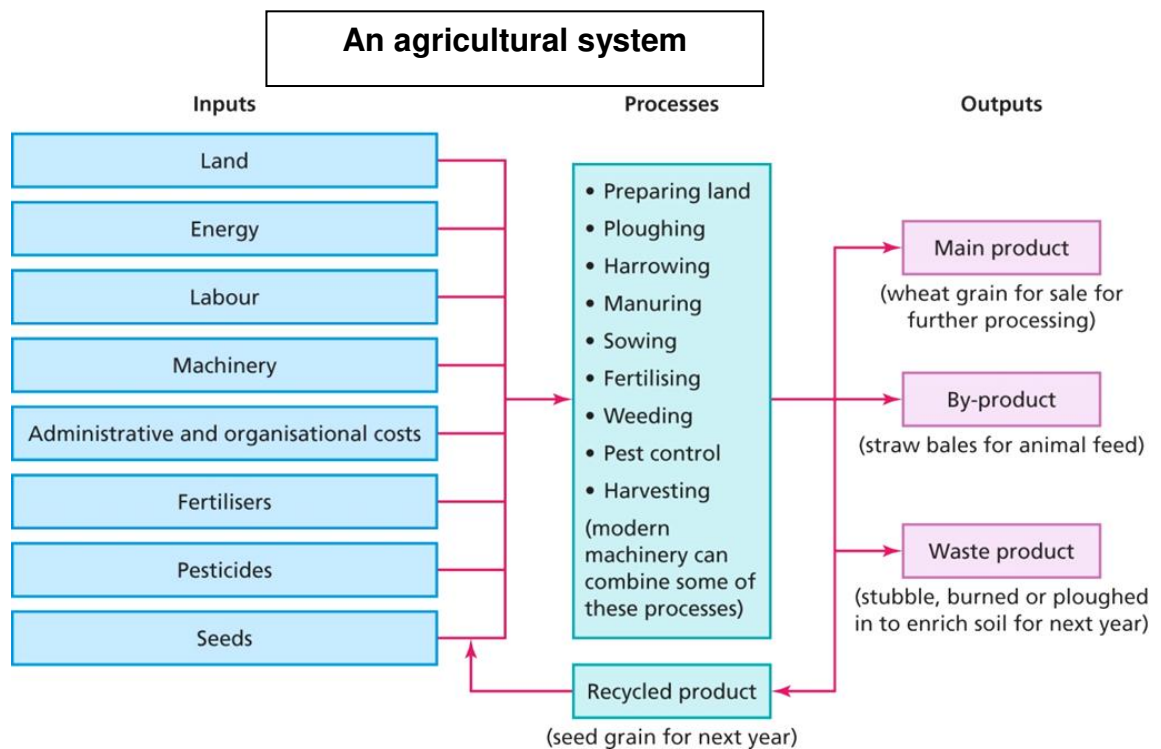 An agricultural system
Inputs
Processes
Outputs
Land
Energy
Labour
Machinery
Administrative and organisational costs
Fertilisers
Pesticides
Seeds
• Preparing land
• Ploughing
• Harrowing
• Manuring
• Sowing
• Fertilising
• Weeding
• Pest control
• Harvesting
(modern
machinery can
combine some of
these processes)
Recycled product
(seed grain for next year)
Main product
(wheat grain for sale for
further processing)
By-product
(straw bales for animal feed)
Waste product
(stubble, burned or ploughed
in to enrich soil for next year)